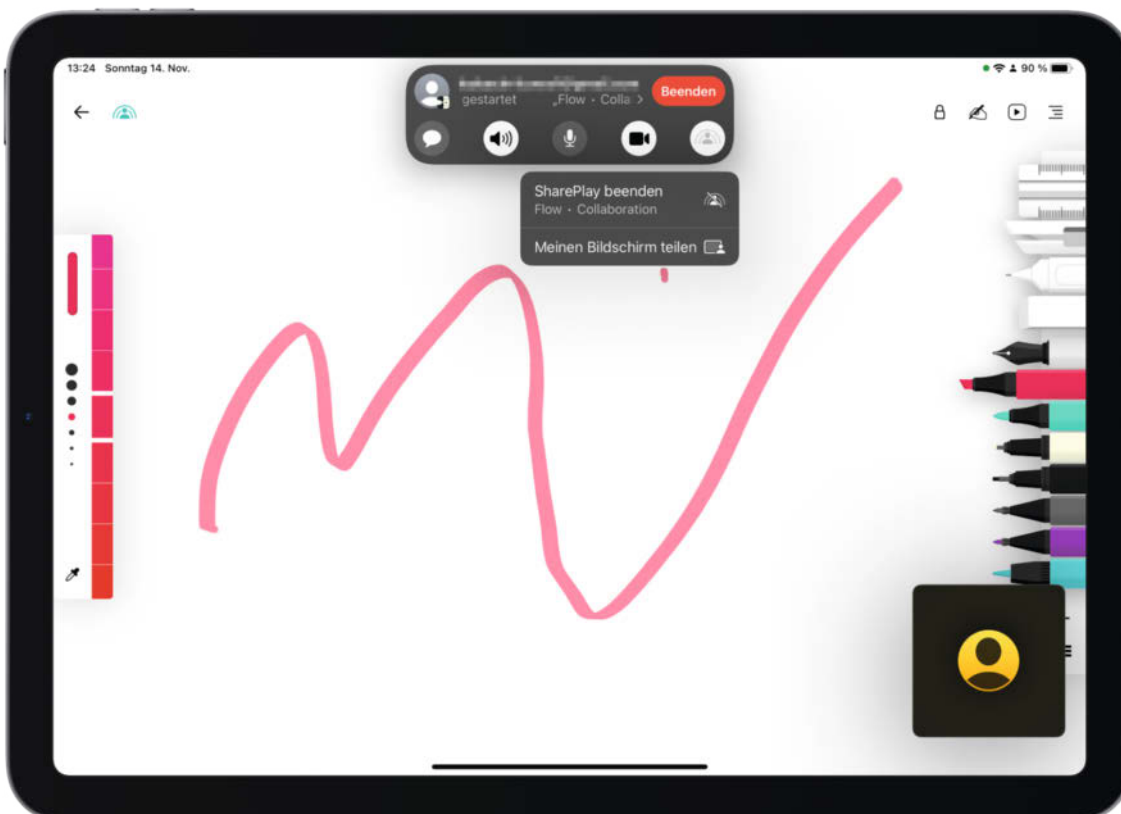 13:24 Sonntag 14. Nov.
90 %
gestartet „Flow · Colla >
Beenden
SharePlay beenden
Flow · Collaboration
Meinen Bildschirm teilen